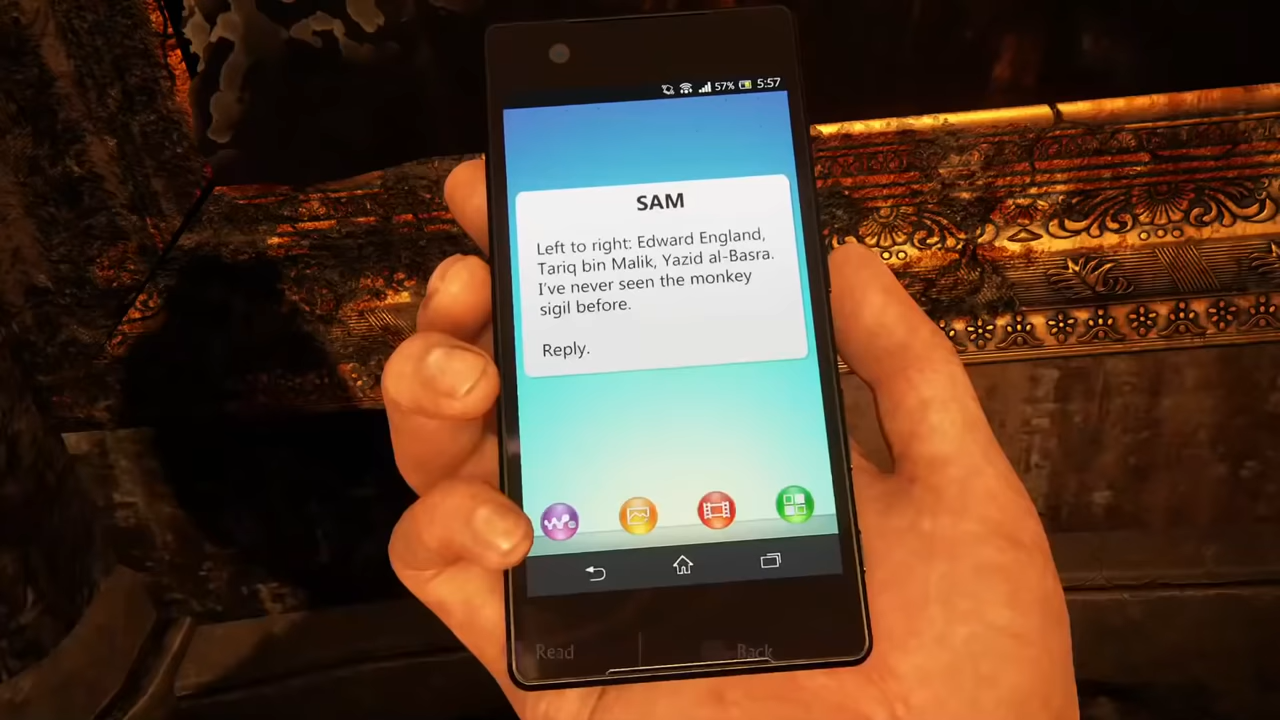 57% 5:57
SAM
Left to right: Edward England,
Tariq bin Malik, Yazid al-Basra.
I've never seen the monkey
sigil before.
Reply.
Read Back